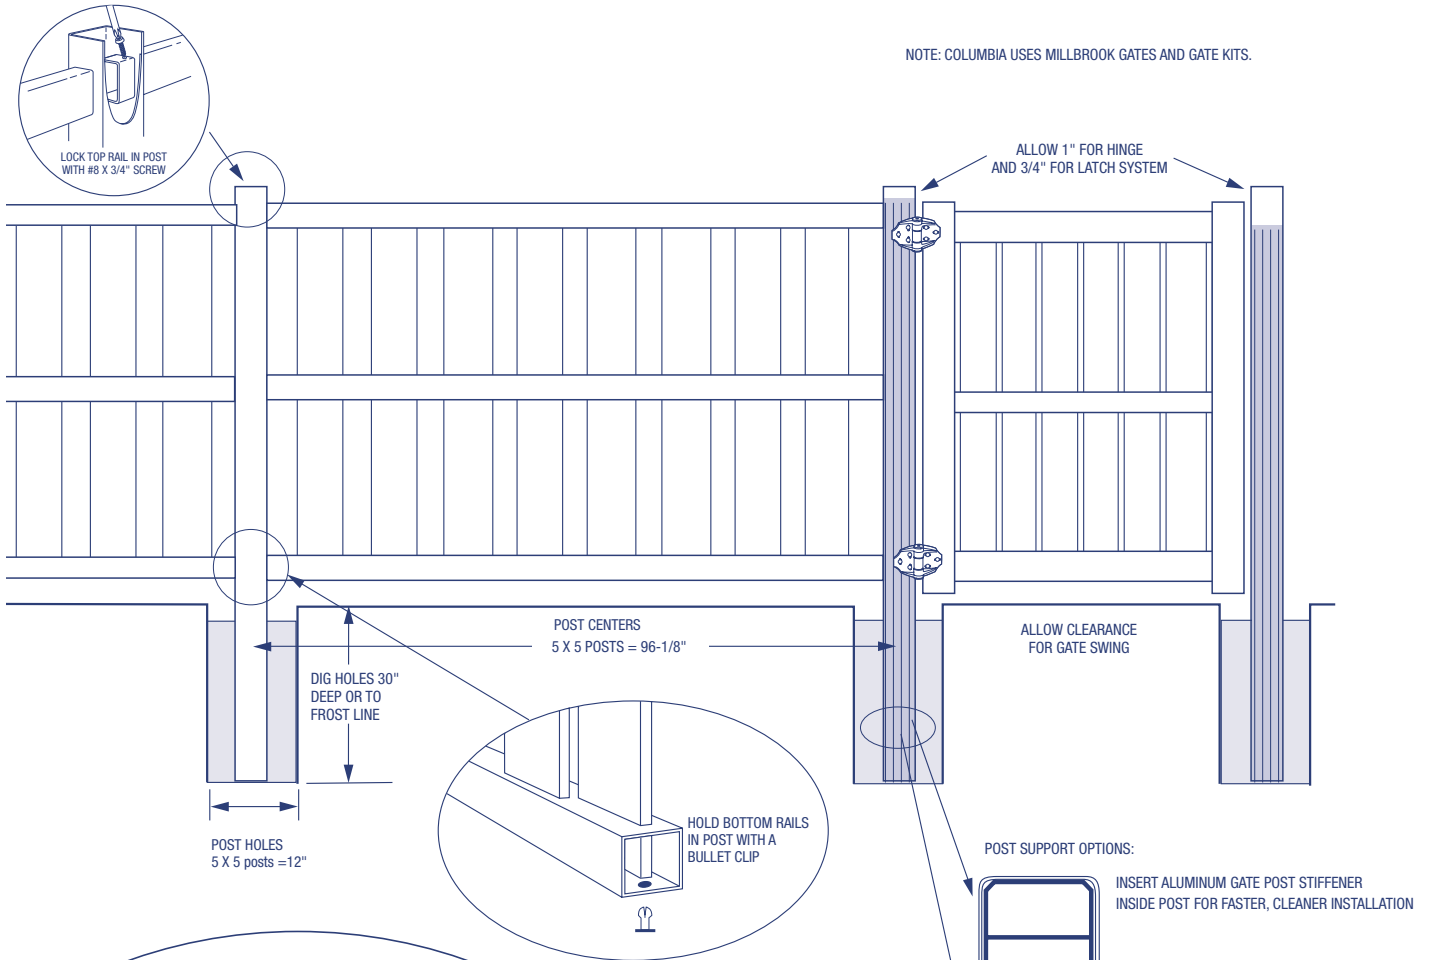 NOTE: COLUMBIA USES MILLBROOK GATES AND GATE KITS.
LOCK TOP RAIL IN POST
WITH #8 X 3/4" SCREW
ALLOW 1" FOR HINGE
AND 3/4" FOR LATCH SYSTEM
POST CENTERS
5 X 5 POSTS = 96-1/8"
ALLOW CLEARANCE
FOR GATE SWING
DIG HOLES 30"
DEEP OR TO
FROST LINE
POST HOLES
5 X 5 posts =12"
HOLD BOTTOM RAILS
IN POST WITH A
BULLET CLIP
POST SUPPORT OPTIONS:
INSERT ALUMINUM GATE POST STIFFENER
INSIDE POST FOR FASTER, CLEANER INSTALLATION